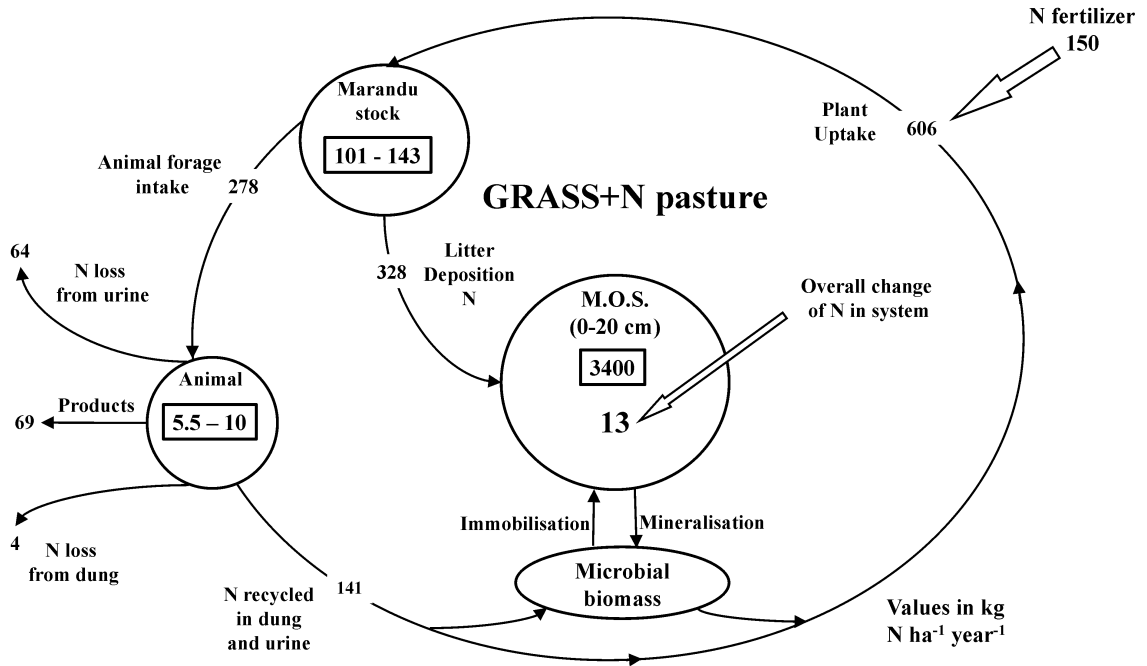 N fertilizer
150
Marandu
stock
101 - 143
Plant
Uptake
606
Animal forage
intake
278
GRASS+N pasture
64
N loss
from urine
328
Litter
Deposition
N
M.O.S.
(0-20 cm)
3400
13
Overall change
of N in system
Animal
5.5 – 10
Products
69
4
N loss
from dung
Immobilisation
Mineralisation
Microbial
biomass
N recycled
in dung
and urine
141
Values in kg
N ha⁻¹ year⁻¹